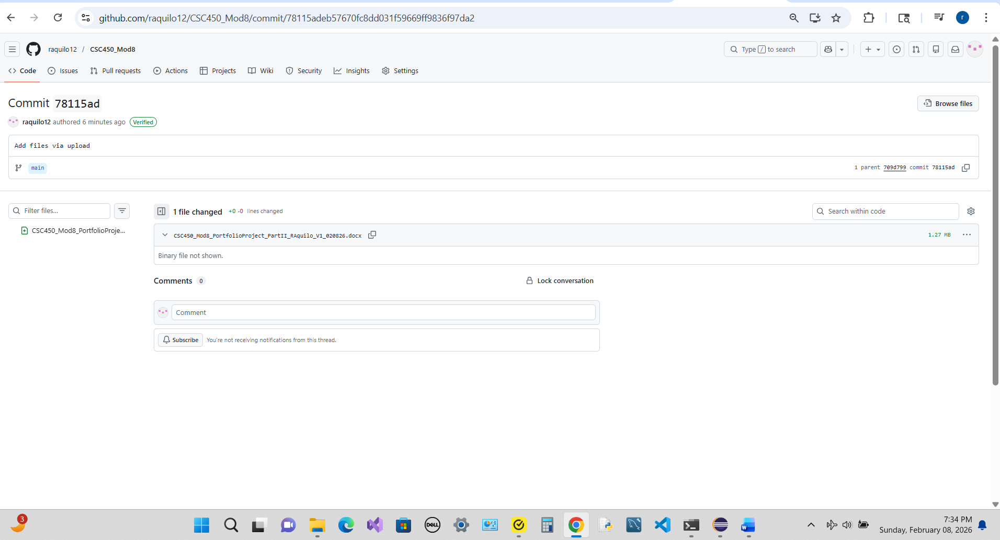 github.com/raquilo12/CSC450_Mod8/commit/78115adeb57670fc8dd031f59669ff9836f97da2
r
raquilo12 / CSC450_Mod8
Type / to search
Code Issues Pull requests Actions Projects Wiki Security Insights Settings
Commit 78115ad
Browse files
raquilo12 authored 6 minutes ago Verified
Add files via upload
main
1 parent 709d799 commit 78115ad
Filter files...
1 file changed +0 -0 lines changed
Search within code
CSC450_Mod8_PortfolioProje...
CSC450_Mod8_PortfolioProject_PartII_RAquilo_V1_020826.docx
1.27 MB
Binary file not shown.
Comments 0
Lock conversation
Comment
Subscribe You're not receiving notifications from this thread.
3
DELL
W
7:34 PM
Sunday, February 08, 2026